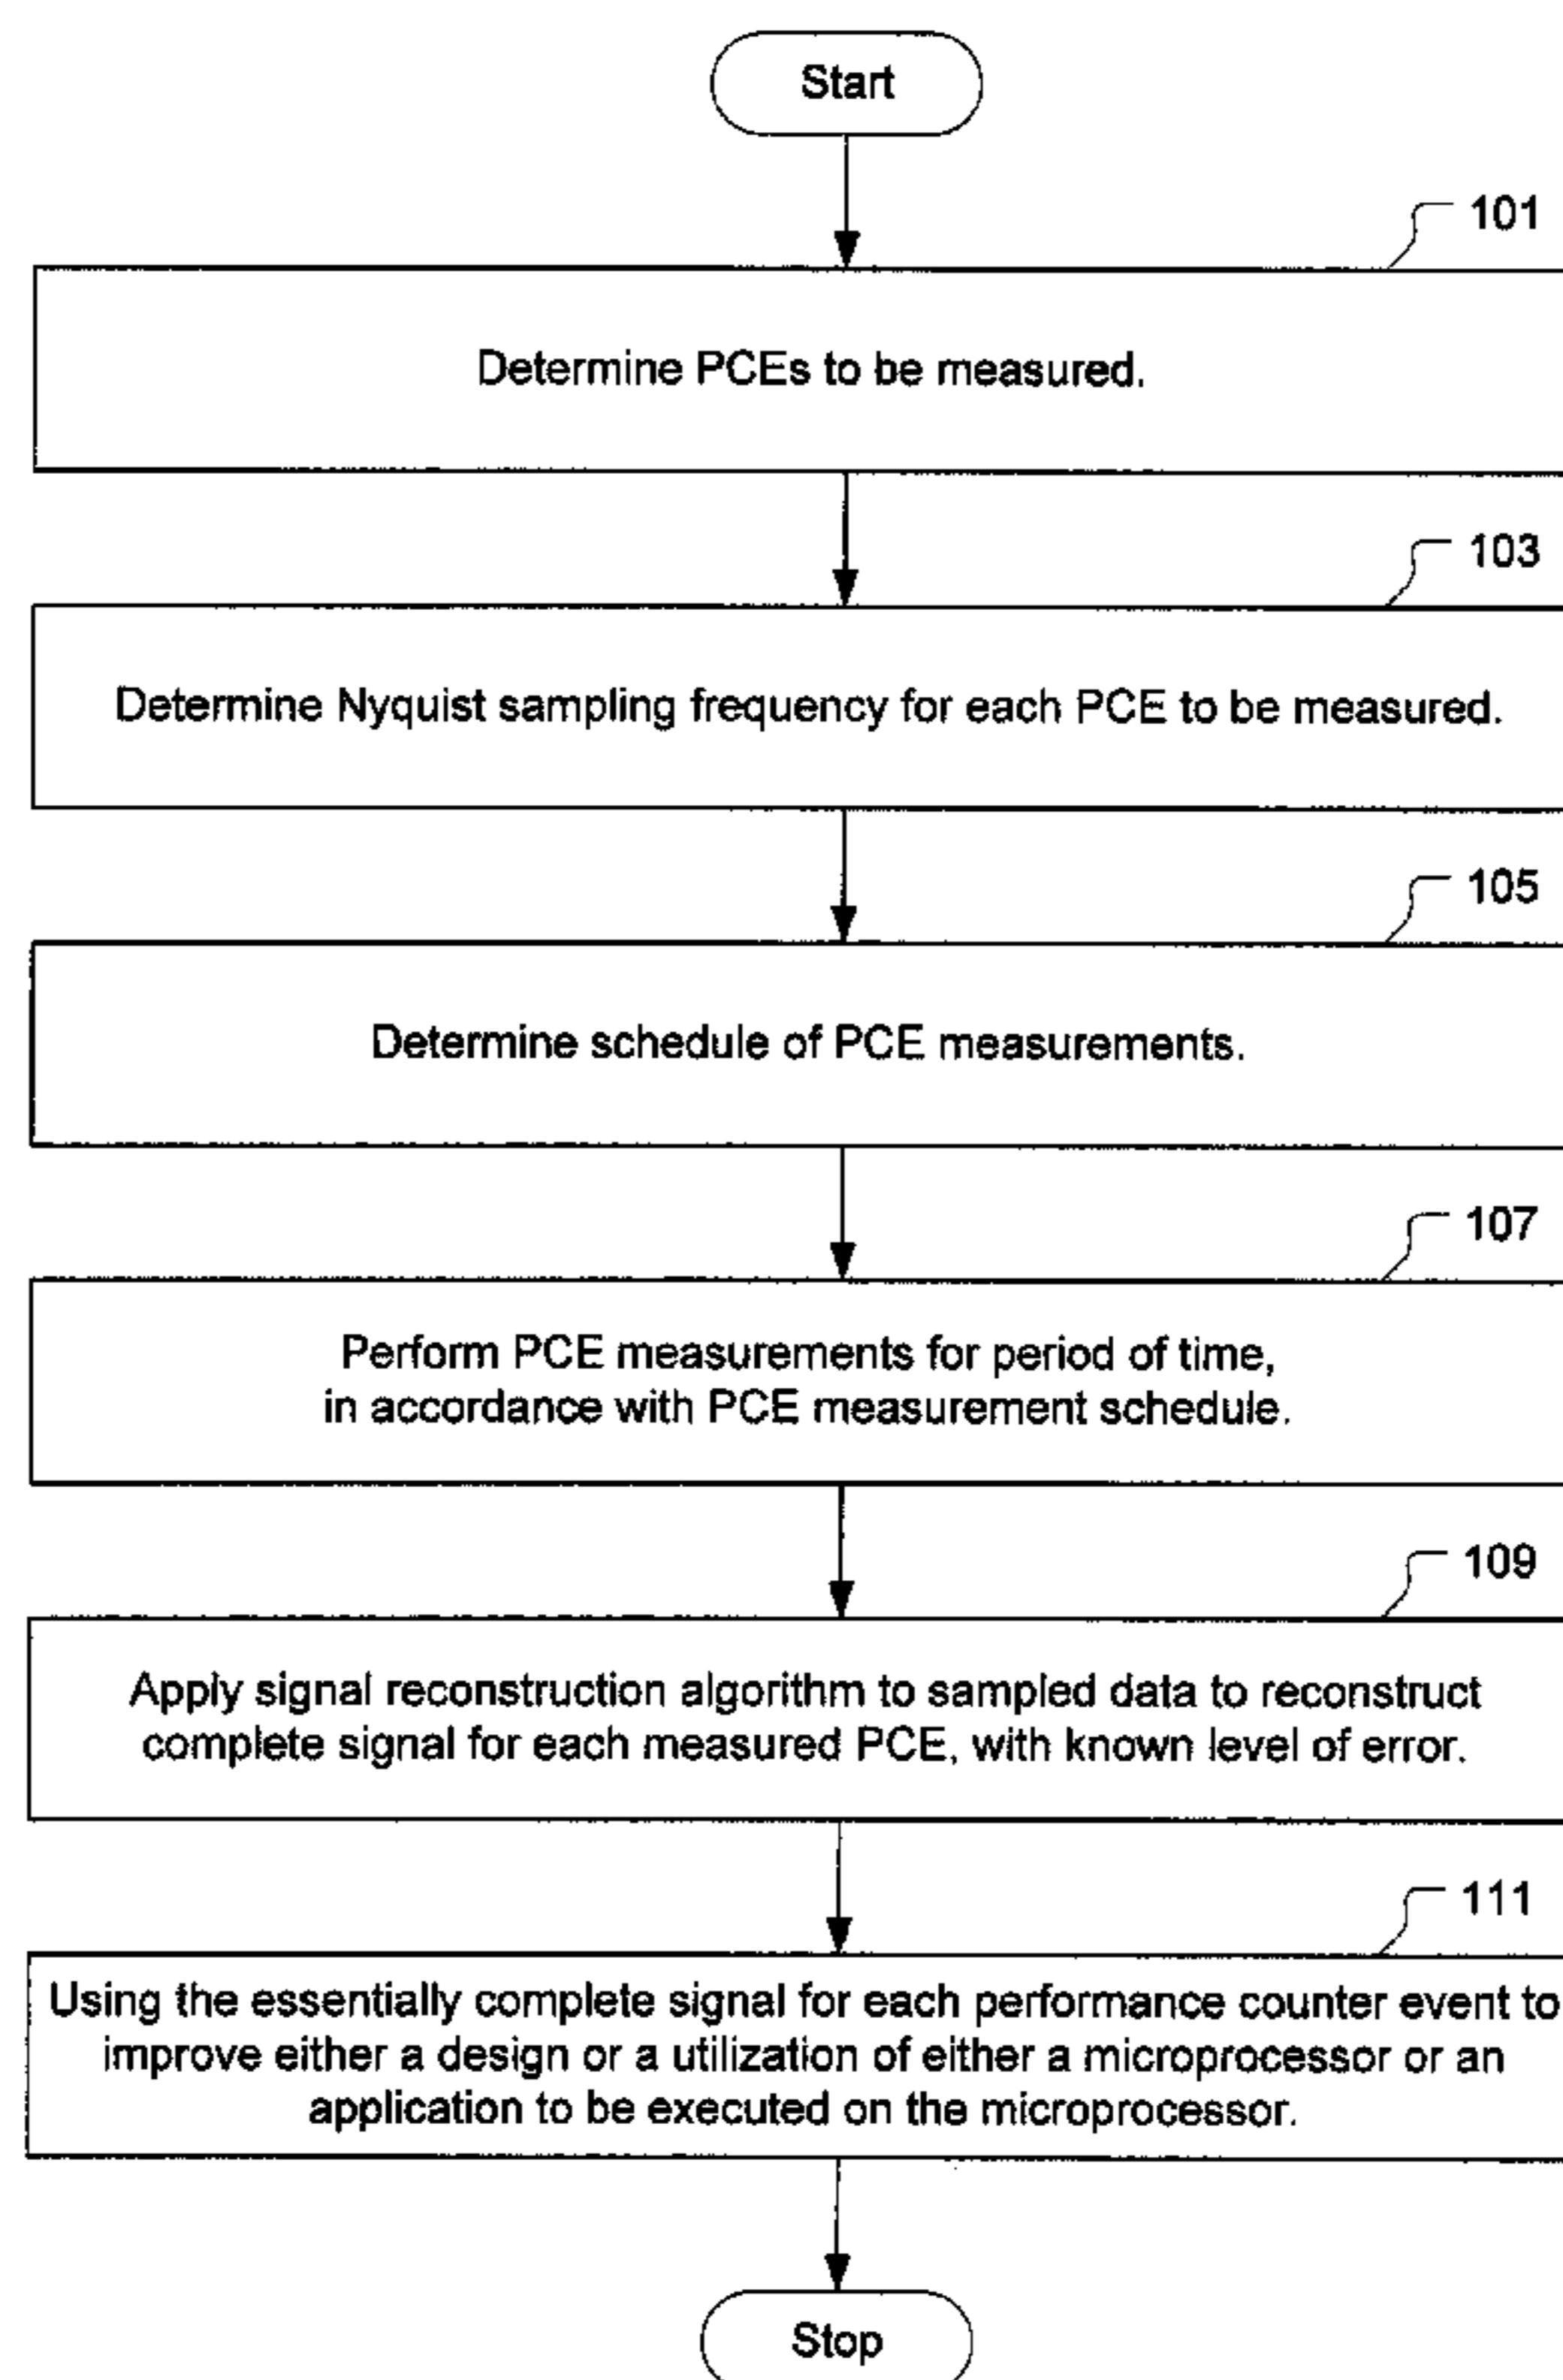 Start
101
Determine PCEs to be measured.
103
Determine Nyquist sampling frequency for each PCE to be measured.
105
Determine schedule of PCE measurements.
107
Perform PCE measurements for period of time,
in accordance with PCE measurement schedule.
109
Apply signal reconstruction algorithm to sampled data to reconstruct
complete signal for each measured PCE, with known level of error.
111
Using the essentially complete signal for each performance counter event to
improve either a design or a utilization of either a microprocessor or an
application to be executed on the microprocessor.
Stop